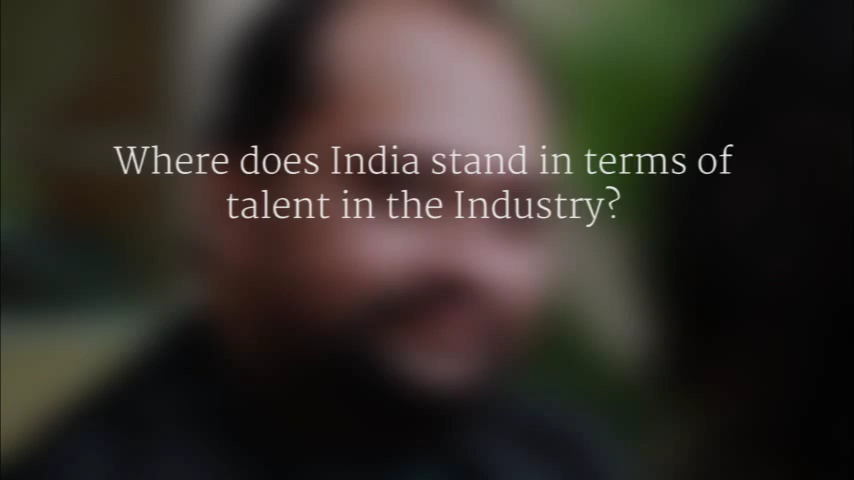 Where does India stand in terms of
talent in the Industry?